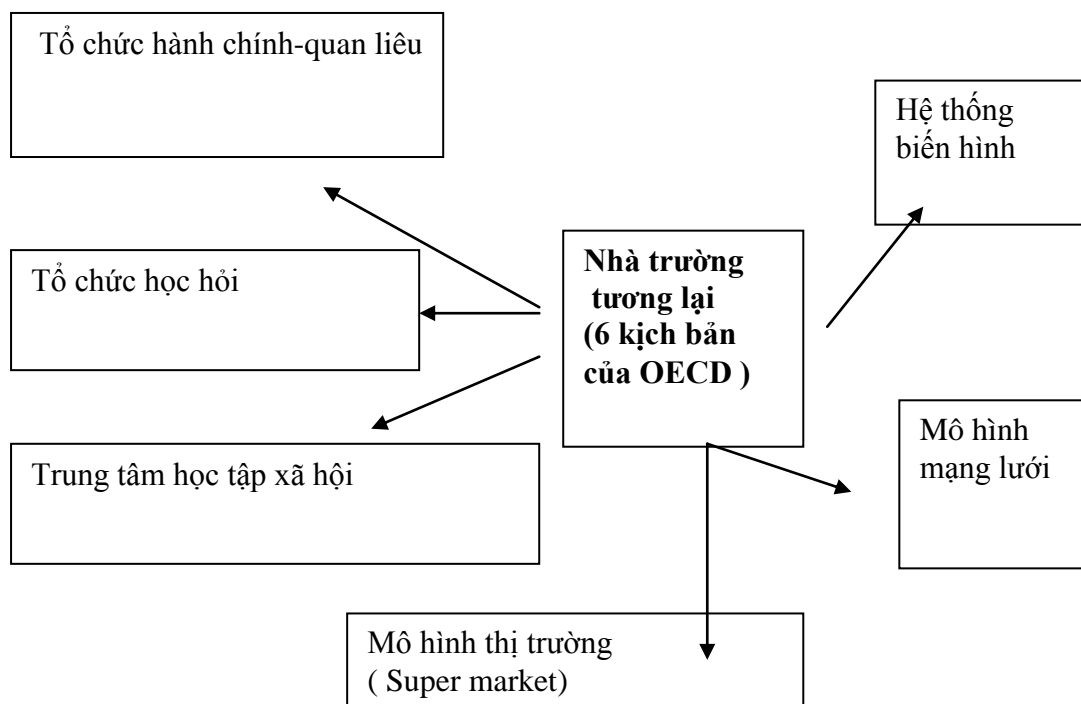 Tổ chức hành chính-quan liêu
Hệ thống
biến hình
Nhà trường
tương lại
(6 kịch bản
của OECD )
Tổ chức học hỏi
Mô hình
mạng lưới
Trung tâm học tập xã hội
Mô hình thị trường
( Super market)